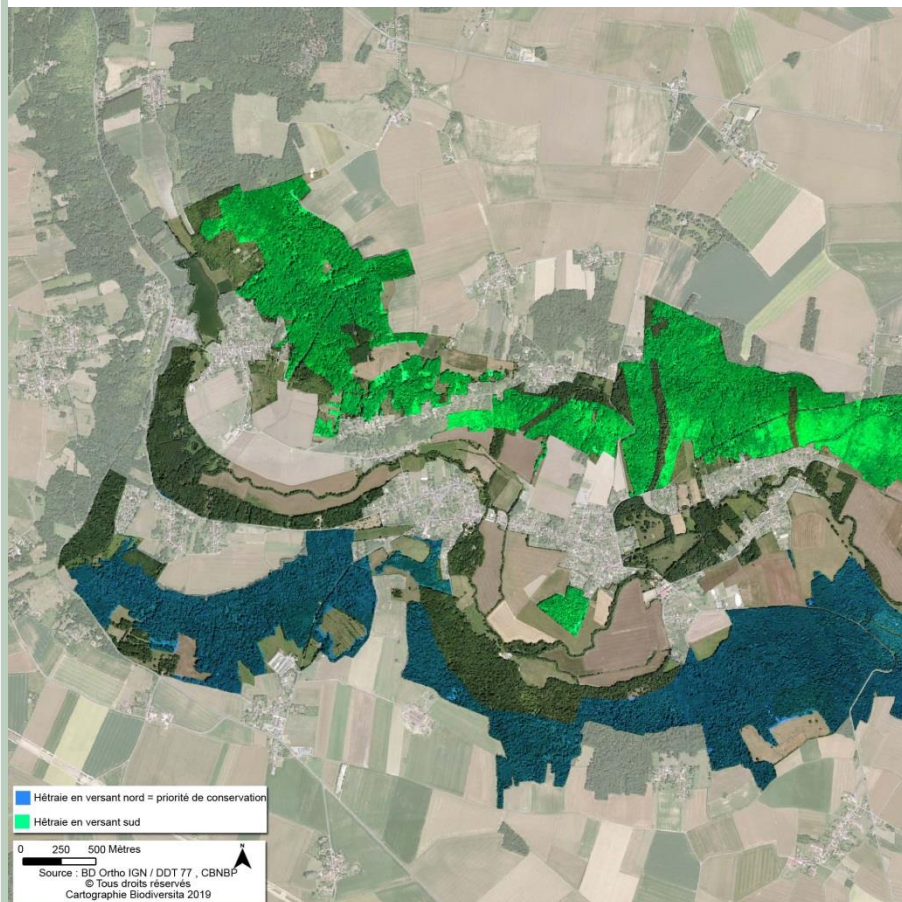 Hêtraie en versant nord = priorité de conservation
Hêtraie en versant sud
0 250 500 Mètres
N
Source : BD Ortho IGN / DDT 77 , CBNBP
© Tous droits réservés
Cartographie Biodiversita 2019